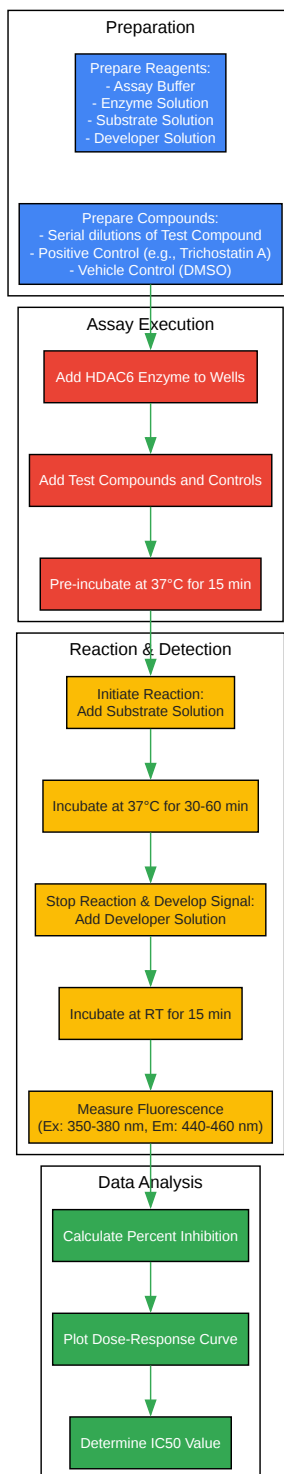 Preparation
Prepare Reagents:
- Assay Buffer
- Enzyme Solution
- Substrate Solution
- Developer Solution
Prepare Compounds:
- Serial dilutions of Test Compound
- Positive Control (e.g., Trichostatin A)
- Vehicle Control (DMSO)
Assay Execution
Add HDAC6 Enzyme to Wells
Add Test Compounds and Controls
Pre-incubate at 37°C for 15 min
Reaction & Detection
Initiate Reaction:
Add Substrate Solution
Incubate at 37°C for 30-60 min
Stop Reaction & Develop Signal:
Add Developer Solution
Incubate at RT for 15 min
Measure Fluorescence
(Ex: 350-380 nm, Em: 440-460 nm)
Data Analysis
Calculate Percent Inhibition
Plot Dose-Response Curve
Determine IC50 Value